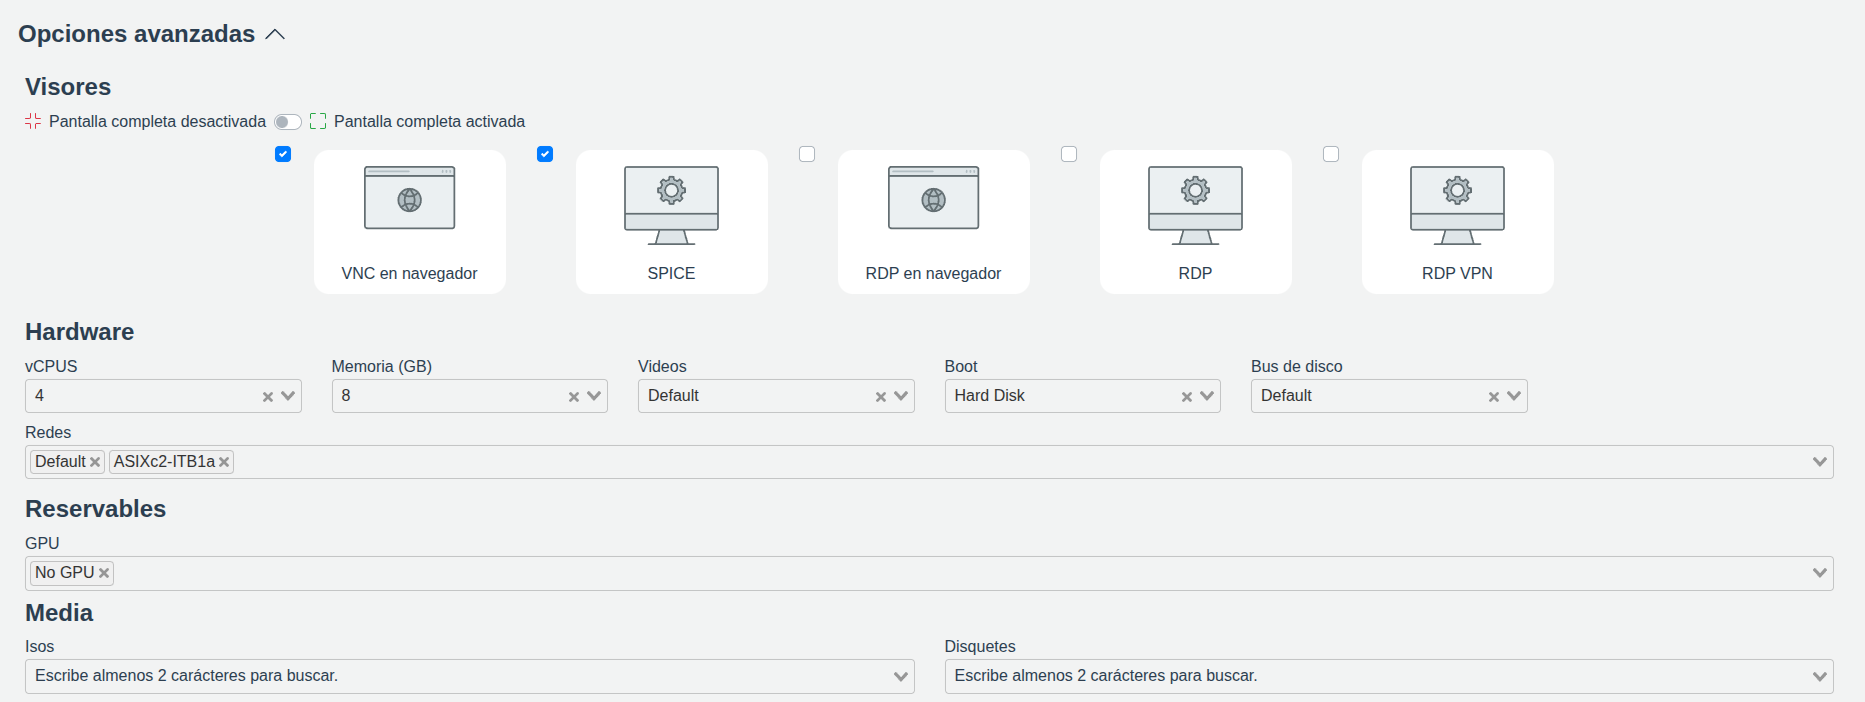 Opciones avanzadas
Visores
Pantalla completa desactivada Pantalla completa activada
VNC en navegador SPICE RDP en navegador RDP RDP VPN
Hardware
vCPUS Memoria (GB) Videos Boot Bus de disco
4 8 Default Hard Disk Default
Redes
Default ASIXc2-ITB1a
Reservables
GPU
No GPU
Media
Isos Disquetes
Escribe almenos 2 carácteres para buscar. Escribe almenos 2 carácteres para buscar.